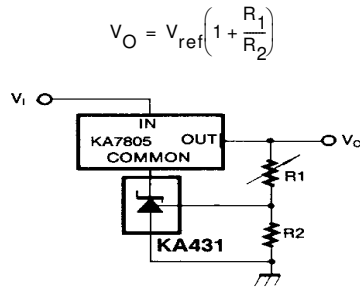 V_O = V_ref(1 + R_1/R_2)
V_I
IN
KA7805
OUT
V_O
COMMON
R1
KA431
R2